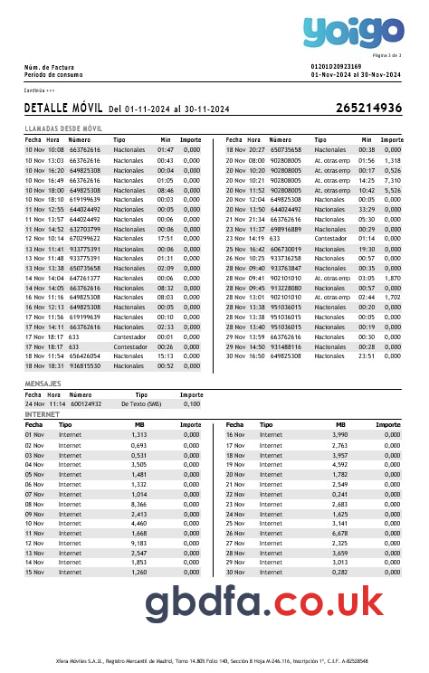 yoigo
Página 3 de 3
Núm. de Factura 01201D20923169
Periodo de consumo 01-Nov-2024 al 30-Nov-2024
DETALLE MÓVIL Del 01-11-2024 al 30-11-2024 265214936
LLAMADAS DESDE MÓVIL
Fecha Hora Número Tipo Min Importe
10 Nov 10:08 663762616 Nacionales 01:47 0,000
10 Nov 13:03 663762616 Nacionales 00:43 0,000
10 Nov 16:20 649825308 Nacionales 00:04 0,000
10 Nov 16:49 663762616 Nacionales 01:05 0,000
10 Nov 18:00 649825308 Nacionales 08:46 0,000
10 Nov 18:10 619199639 Nacionales 00:03 0,000
11 Nov 12:55 644024492 Nacionales 00:05 0,000
11 Nov 13:57 644024492 Nacionales 00:06 0,000
11 Nov 14:52 632703799 Nacionales 00:06 0,000
12 Nov 10:14 670299622 Nacionales 17:51 0,000
13 Nov 11:41 933775391 Nacionales 00:06 0,000
13 Nov 11:48 933775391 Nacionales 01:31 0,000
13 Nov 13:38 650735658 Nacionales 02:09 0,000
14 Nov 14:04 647261377 Nacionales 00:06 0,000
14 Nov 14:05 663762616 Nacionales 08:32 0,000
16 Nov 11:16 649825308 Nacionales 08:03 0,000
16 Nov 12:13 649825308 Nacionales 00:05 0,000
17 Nov 11:56 619199639 Nacionales 00:10 0,000
17 Nov 14:11 663762616 Nacionales 02:33 0,000
17 Nov 18:17 633 Contestador 00:01 0,000
17 Nov 18:17 633 Contestador 00:26 0,000
18 Nov 11:54 656426054 Nacionales 15:13 0,000
18 Nov 18:31 936815530 Nacionales 00:52 0,000
Fecha Hora Número Tipo Min Importe
18 Nov 20:27 650735658 Nacionales 00:38 0,000
20 Nov 08:00 902808005 At. otras emp 01:56 1,318
20 Nov 10:20 902808005 At. otras emp 00:17 0,526
20 Nov 10:21 902808005 At. otras emp 14:25 7,310
20 Nov 11:52 902808005 At. otras emp 10:42 5,526
20 Nov 12:04 649825308 Nacionales 00:05 0,000
20 Nov 13:50 644024492 Nacionales 33:29 0,000
23 Nov 21:34 663762616 Nacionales 05:30 0,000
23 Nov 11:37 698916889 Nacionales 00:29 0,000
23 Nov 14:19 633 Contestador 01:14 0,000
25 Nov 16:42 606730019 Nacionales 19:30 0,000
26 Nov 10:25 933736258 Nacionales 00:57 0,000
28 Nov 09:40 933763847 Nacionales 00:35 0,000
28 Nov 09:41 902101010 At. otras emp 03:05 1,870
28 Nov 09:45 913228080 Nacionales 00:57 0,000
28 Nov 13:01 902101010 At. otras emp 02:44 1,702
28 Nov 13:38 951036015 Nacionales 00:20 0,000
28 Nov 13:38 951036015 Nacionales 00:05 0,000
28 Nov 13:40 951036015 Nacionales 00:19 0,000
29 Nov 13:59 663762616 Nacionales 00:30 0,000
29 Nov 14:50 931488116 Nacionales 00:28 0,000
30 Nov 16:50 649825308 Nacionales 23:51 0,000
MENSAJES
Fecha Hora Número Tipo Importe
24 Nov 11:14 600124932 De Texto (SMS) 0,100
INTERNET
Fecha Tipo MB Importe
01 Nov Internet 1,313 0,000
02 Nov Internet 0,693 0,000
03 Nov Internet 0,531 0,000
04 Nov Internet 3,505 0,000
05 Nov Internet 1,481 0,000
06 Nov Internet 1,332 0,000
07 Nov Internet 1,014 0,000
08 Nov Internet 8,366 0,000
09 Nov Internet 2,413 0,000
10 Nov Internet 4,460 0,000
11 Nov Internet 1,668 0,000
12 Nov Internet 9,183 0,000
13 Nov Internet 2,547 0,000
14 Nov Internet 1,853 0,000
15 Nov Internet 1,260 0,000
Fecha Tipo MB Importe
16 Nov Internet 3,990 0,000
17 Nov Internet 2,763 0,000
18 Nov Internet 3,957 0,000
19 Nov Internet 4,592 0,000
20 Nov Internet 1,782 0,000
21 Nov Internet 2,549 0,000
22 Nov Internet 0,241 0,000
23 Nov Internet 2,683 0,000
24 Nov Internet 1,625 0,000
25 Nov Internet 3,141 0,000
26 Nov Internet 6,678 0,000
27 Nov Internet 2,325 0,000
28 Nov Internet 3,659 0,000
29 Nov Internet 3,013 0,000
30 Nov Internet 0,282 0,000
gbdfa.co.uk
Xfera Móviles S.A.U., Registro Mercantil de Madrid, Tomo 14.808 Folio 149, Sección 8 Hoja M-246.116, Inscripción 1ª, C.I.F. A-82528548